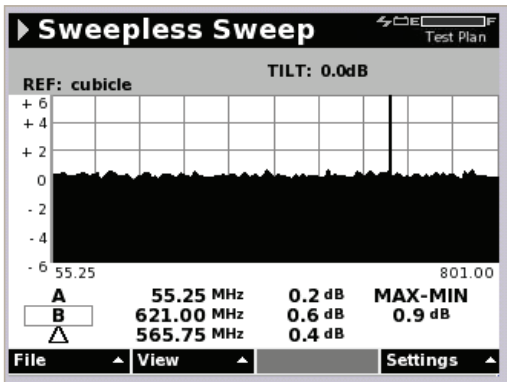 Sweepless Sweep
E F
Test Plan
TILT: 0.0dB
REF: cubicle
+ 6
+ 4
+ 2
0
- 2
- 4
- 6
55.25 801.00
A 55.25 MHz 0.2 dB MAX-MIN
B 621.00 MHz 0.6 dB 0.9 dB
Δ 565.75 MHz 0.4 dB
File View Settings